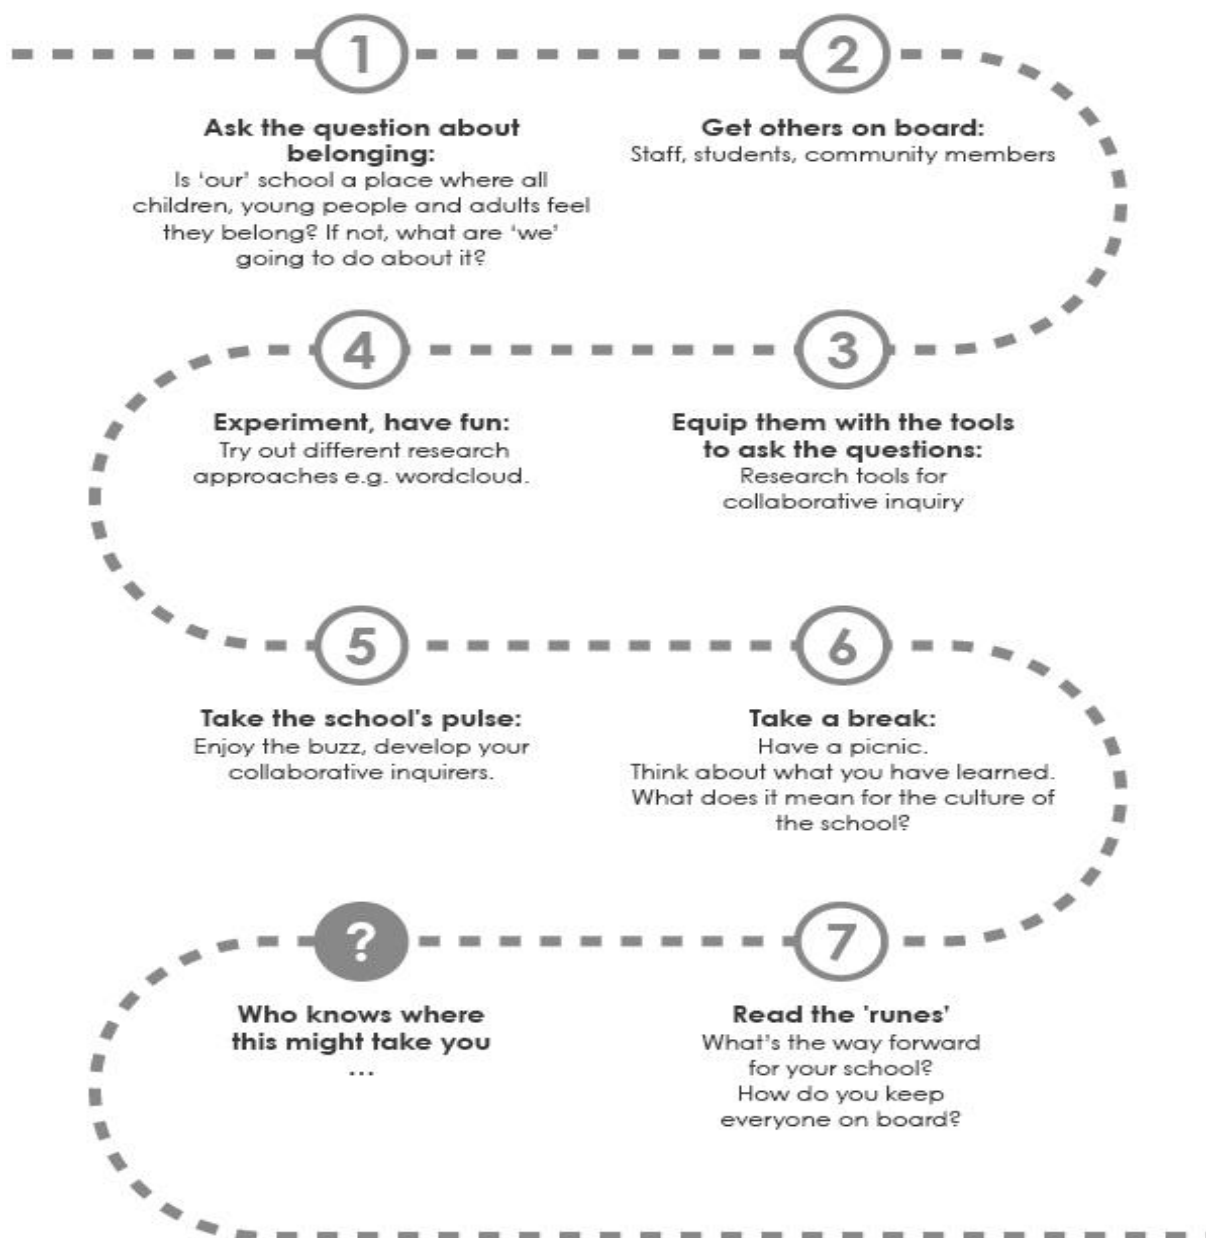 1
Ask the question about
belonging:
Is ‘our’ school a place where all
children, young people and adults feel
they belong? If not, what are ‘we’
going to do about it?
2
Get others on board:
Staff, students, community members
3
Equip them with the tools
to ask the questions:
Research tools for
collaborative inquiry
4
Experiment, have fun:
Try out different research
approaches e.g. wordcloud.
5
Take the school's pulse:
Enjoy the buzz, develop your
collaborative inquirers.
6
Take a break:
Have a picnic.
Think about what you have learned.
What does it mean for the culture of
the school?
7
Read the 'runes'
What's the way forward
for your school?
How do you keep
everyone on board?
?
Who knows where
this might take you
...